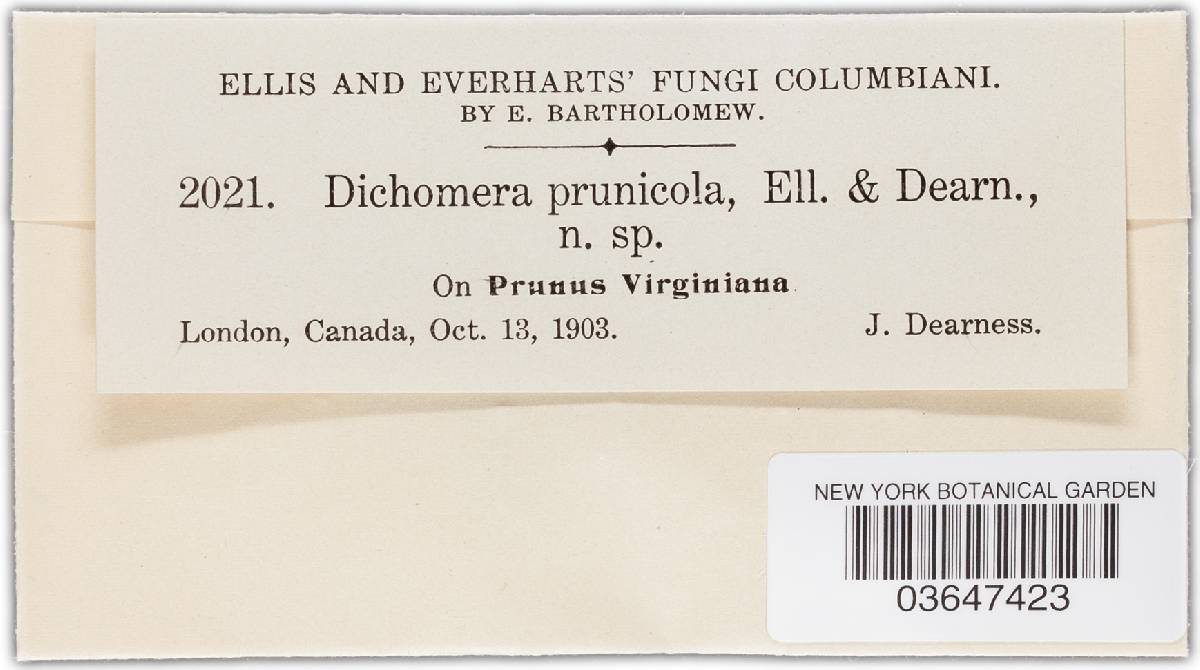 ELLIS AND EVERHARTS' FUNGI COLUMBIANI.
BY E. BARTHOLOMEW.
2021. Dichomera prunicola, Ell. & Dearn.,
n. sp.
On Prunus Virginiana.
London, Canada, Oct. 13, 1903. J. Dearness.
NEW YORK BOTANICAL GARDEN
03647423